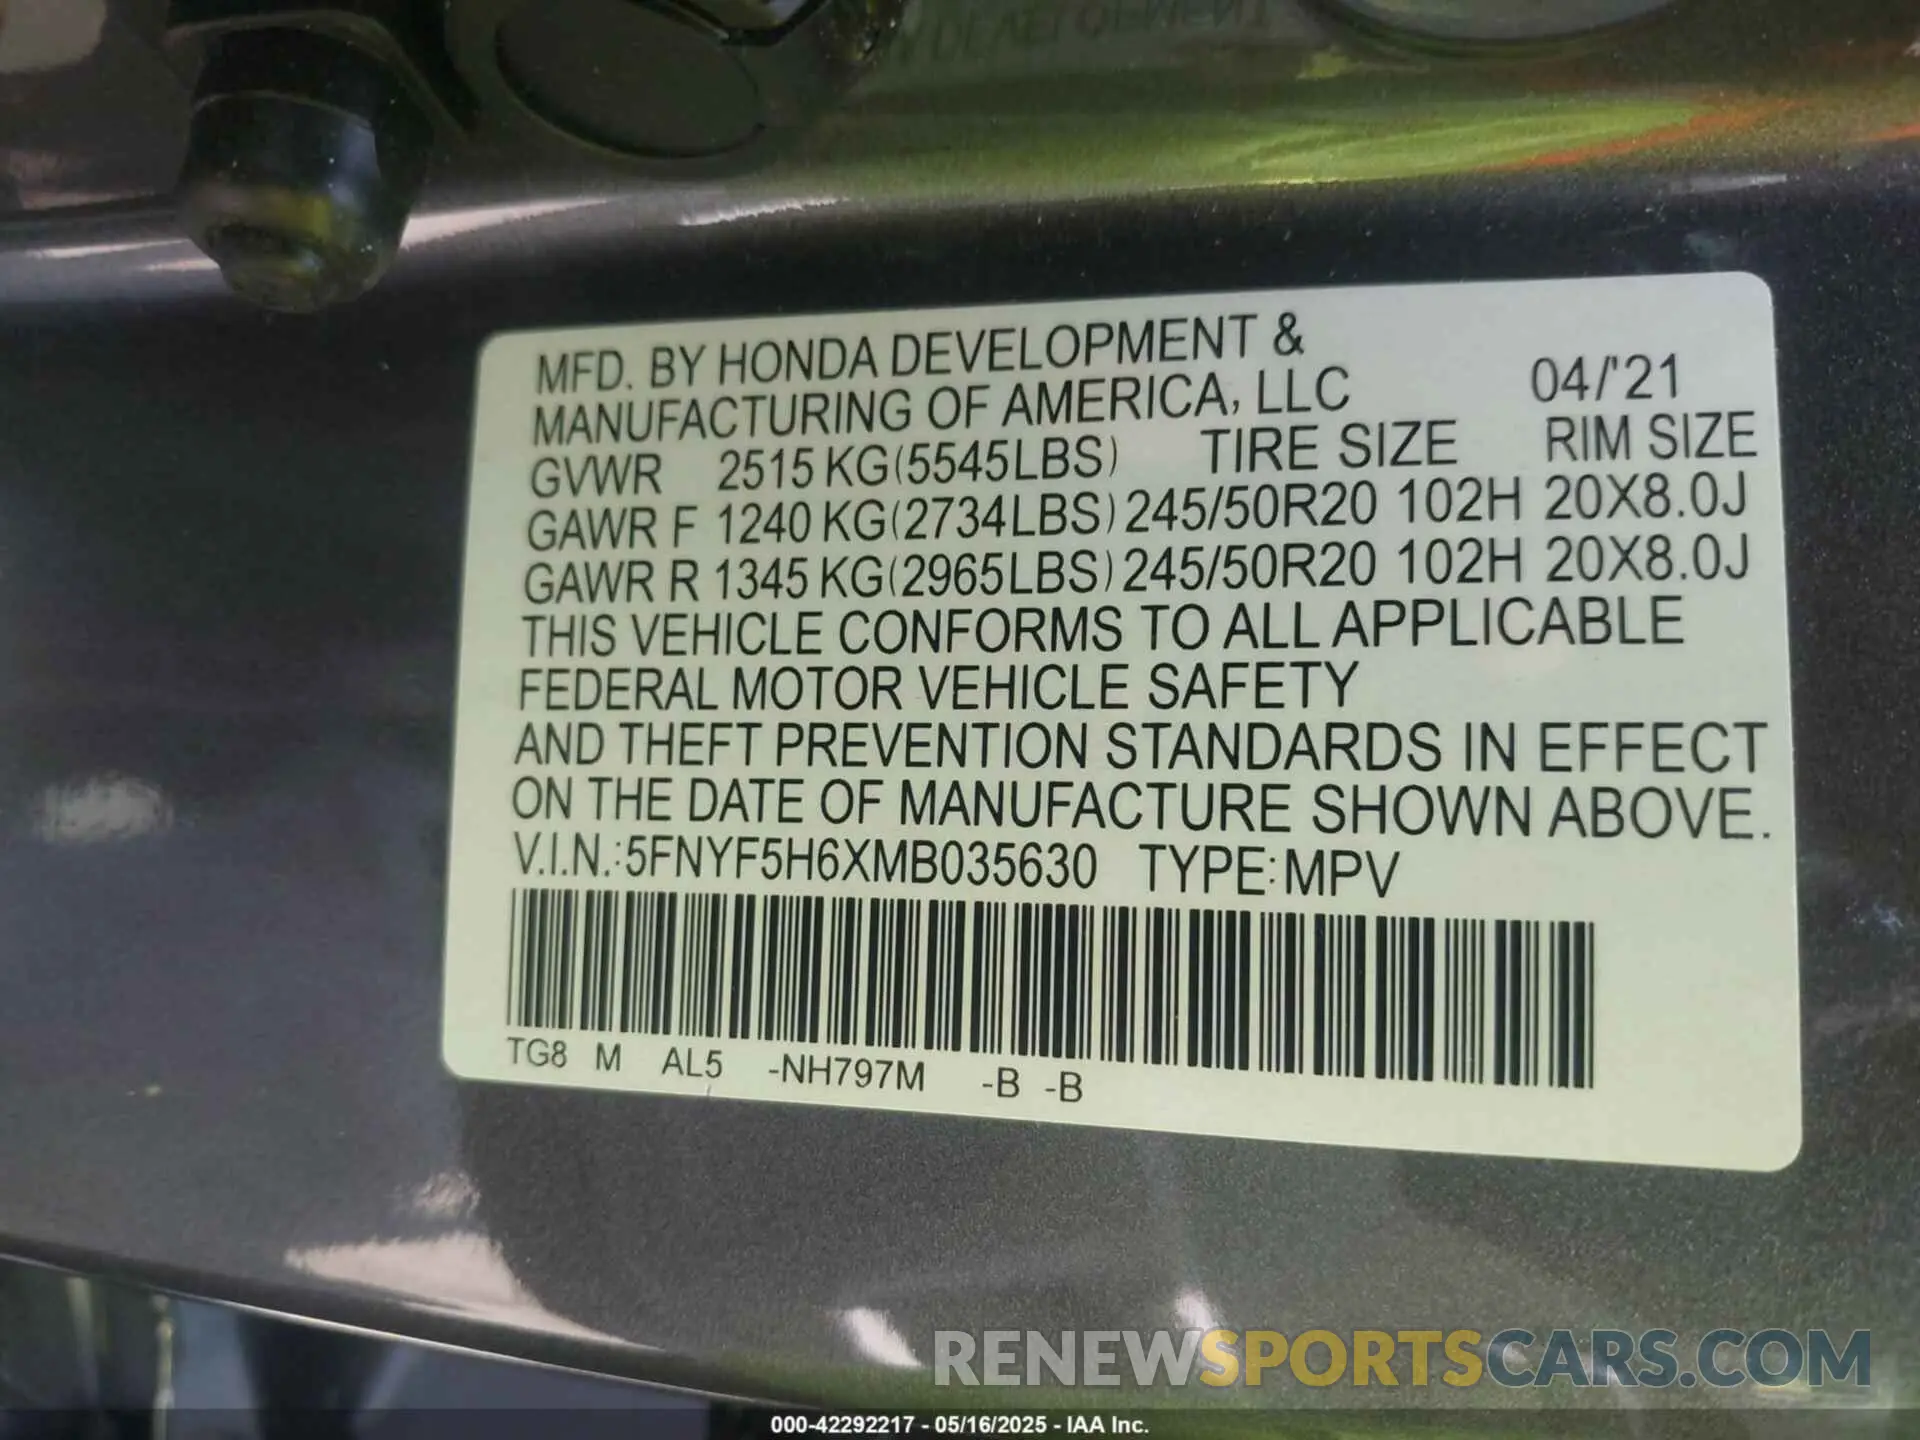 MFD. BY HONDA DEVELOPMENT &
MANUFACTURING OF AMERICA, LLC 04/'21
GVWR 2515 KG(5545LBS) TIRE SIZE RIM SIZE
GAWR F 1240 KG(2734LBS) 245/50R20 102H 20X8.0J
GAWR R 1345 KG(2965LBS) 245/50R20 102H 20X8.0J
THIS VEHICLE CONFORMS TO ALL APPLICABLE
FEDERAL MOTOR VEHICLE SAFETY
AND THEFT PREVENTION STANDARDS IN EFFECT
ON THE DATE OF MANUFACTURE SHOWN ABOVE.
V.I.N.:5FNYF5H6XMB035630 TYPE:MPV
TG8 M AL5 -NH797M -B -B
RENEWSPORTSCARS.COM
000-42292217 - 05/16/2025 - IAA Inc.